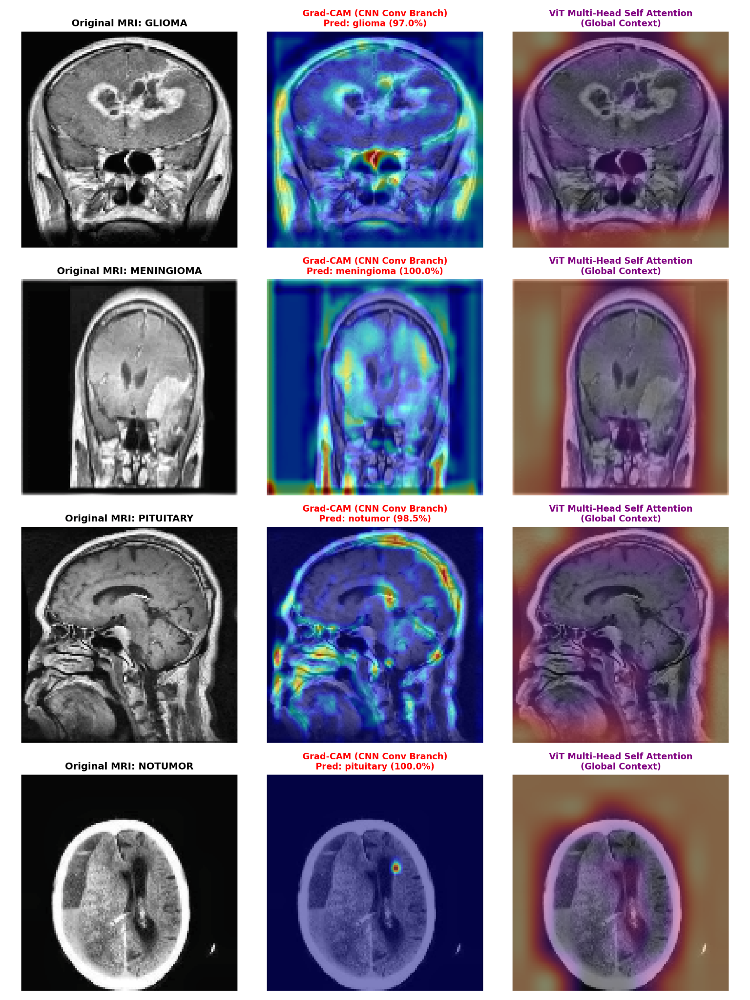 Original MRI: GLIOMA
Grad-CAM (CNN Conv Branch)
Pred: glioma (97.0%)
ViT Multi-Head Self Attention
(Global Context)
Original MRI: MENINGIOMA
Grad-CAM (CNN Conv Branch)
Pred: meningioma (100.0%)
ViT Multi-Head Self Attention
(Global Context)
Original MRI: PITUITARY
Grad-CAM (CNN Conv Branch)
Pred: notumor (98.5%)
ViT Multi-Head Self Attention
(Global Context)
Original MRI: NOTUMOR
Grad-CAM (CNN Conv Branch)
Pred: pituitary (100.0%)
ViT Multi-Head Self Attention
(Global Context)